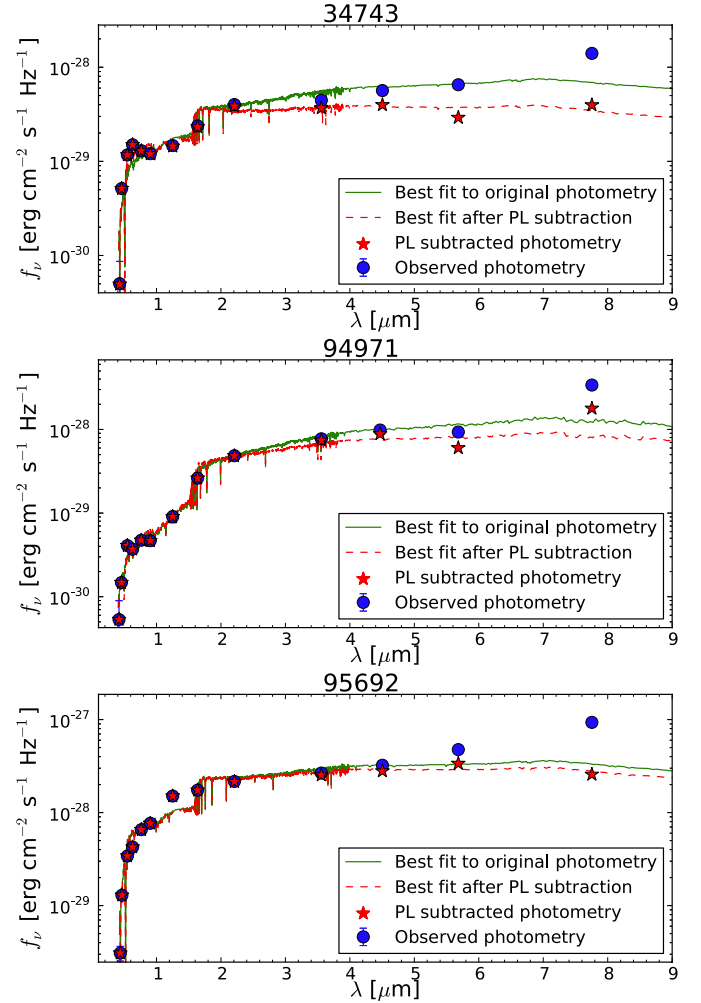 34743
10⁻²⁸
10⁻²⁹
10⁻³⁰
f_ν [erg cm⁻² s⁻¹ Hz⁻¹]
Best fit to original photometry
Best fit after PL subtraction
PL subtracted photometry
Observed photometry
1 2 3 4 5 6 7 8 9
λ [μm]
94971
10⁻²⁸
10⁻²⁹
10⁻³⁰
f_ν [erg cm⁻² s⁻¹ Hz⁻¹]
Best fit to original photometry
Best fit after PL subtraction
PL subtracted photometry
Observed photometry
1 2 3 4 5 6 7 8 9
λ [μm]
95692
10⁻²⁷
10⁻²⁸
10⁻²⁹
f_ν [erg cm⁻² s⁻¹ Hz⁻¹]
Best fit to original photometry
Best fit after PL subtraction
PL subtracted photometry
Observed photometry
1 2 3 4 5 6 7 8 9
λ [μm]